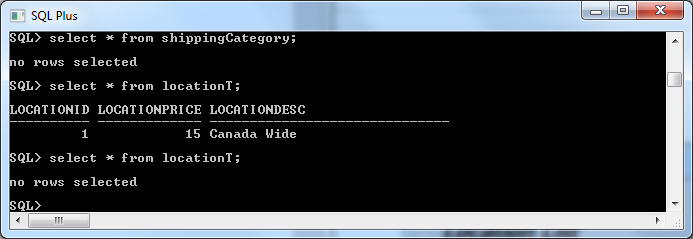 SQL Plus
SQL> select * from shippingCategory;
no rows selected
SQL> select * from locationT;
LOCATIONID LOCATIONPRICE LOCATIONDESC
---------- ------------- ------------------------------
1 15 Canada Wide
SQL> select * from locationT;
no rows selected
SQL>